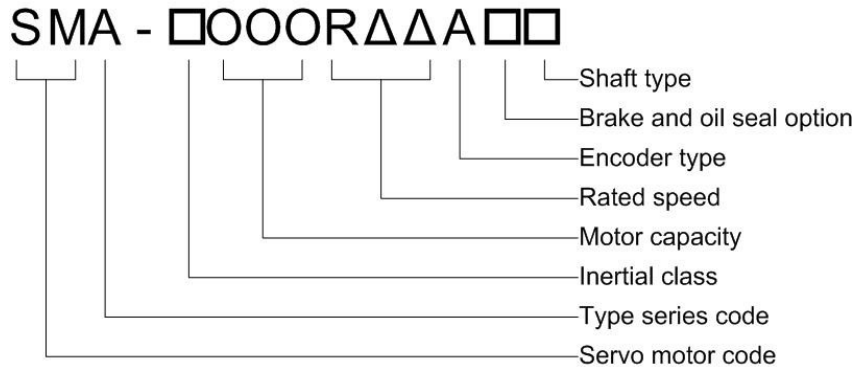 SMA-□OOORΔΔA□□
Shaft type
Brake and oil seal option
Encoder type
Rated speed
Motor capacity
Inertial class
Type series code
Servo motor code